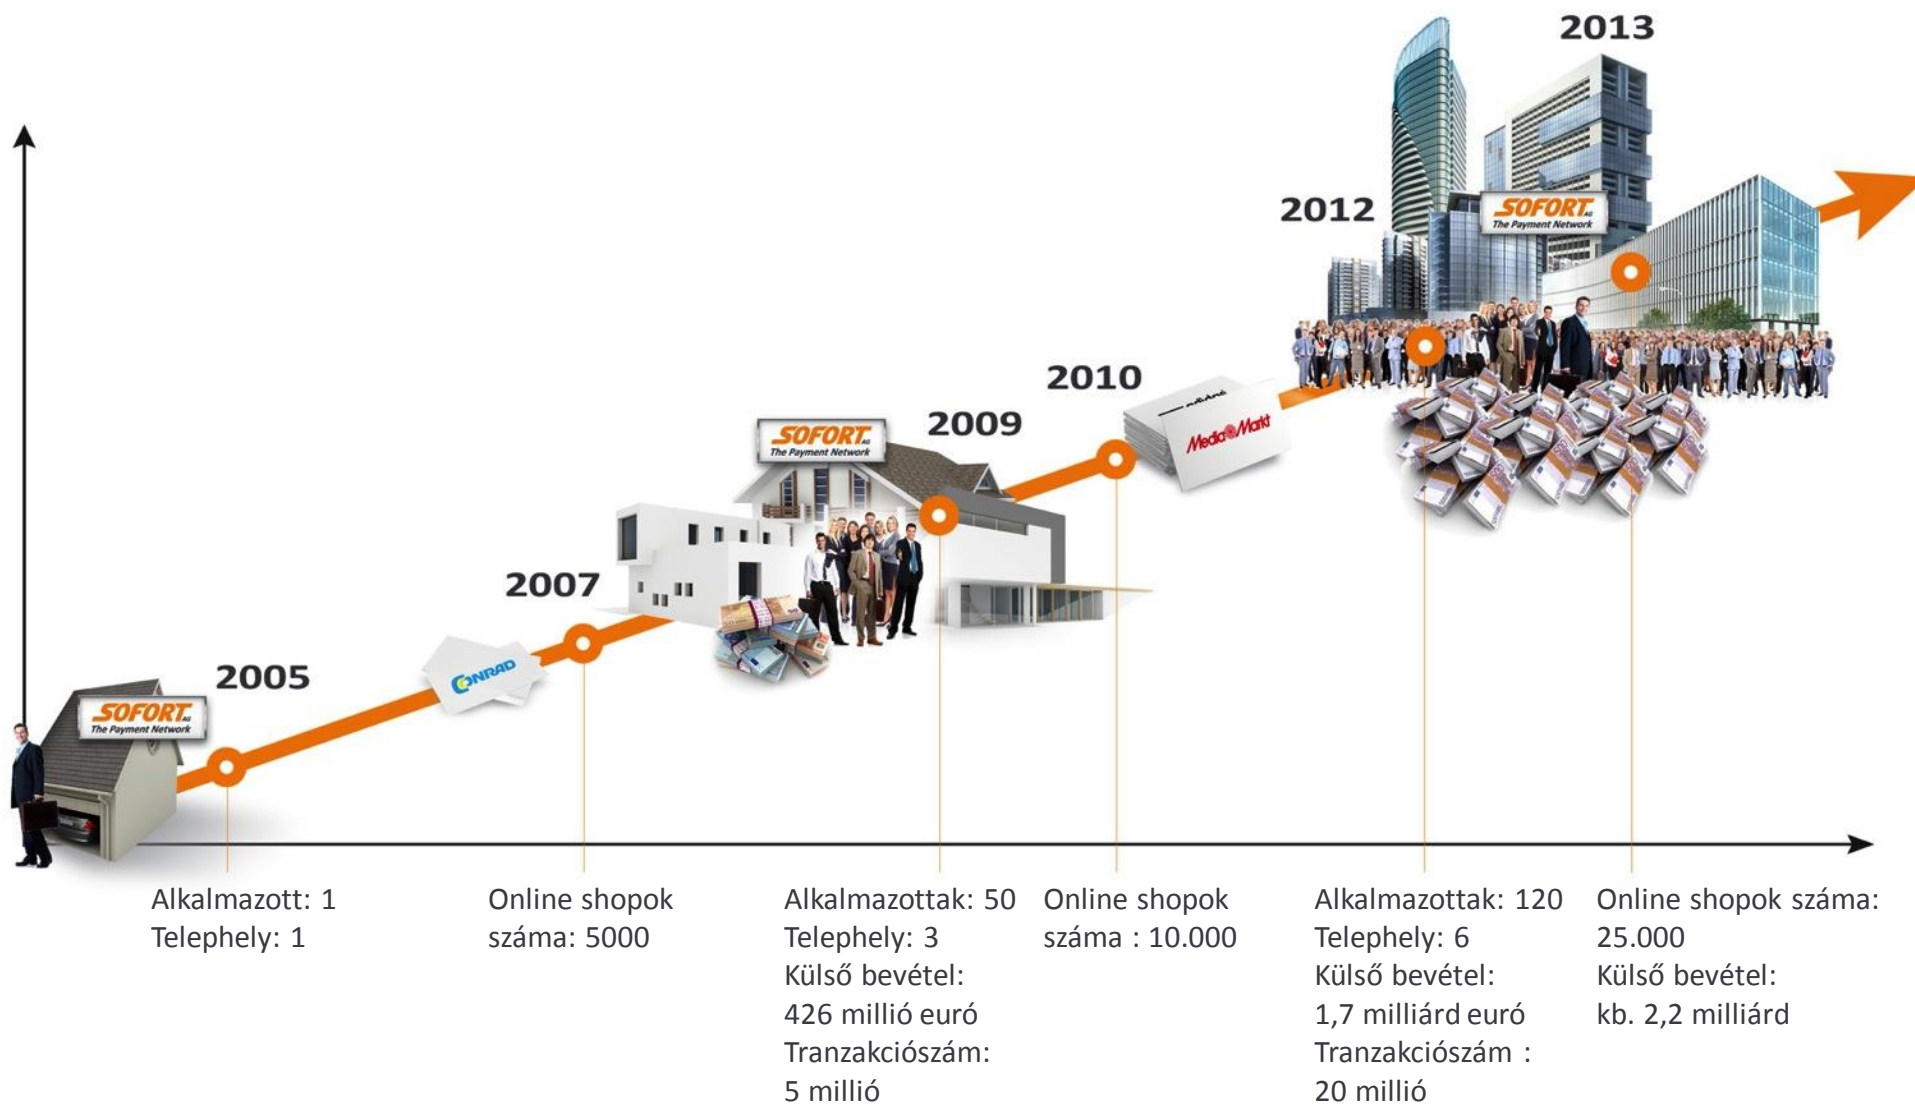 2013
2012
SOFORT AG
The Payment Network
2010
MediaMarkt
2009
SOFORT AG
The Payment Network
2007
CONRAD
2005
SOFORT AG
The Payment Network
Alkalmazott: 1
Telephely: 1
Online shopok
száma: 5000
Alkalmazottak: 50
Telephely: 3
Külső bevétel:
426 millió euró
Tranzakciószám:
5 millió
Online shopok
száma : 10.000
Alkalmazottak: 120
Telephely: 6
Külső bevétel:
1,7 milliárd euró
Tranzakciószám :
20 millió
Online shopok száma:
25.000
Külső bevétel:
kb. 2,2 milliárd